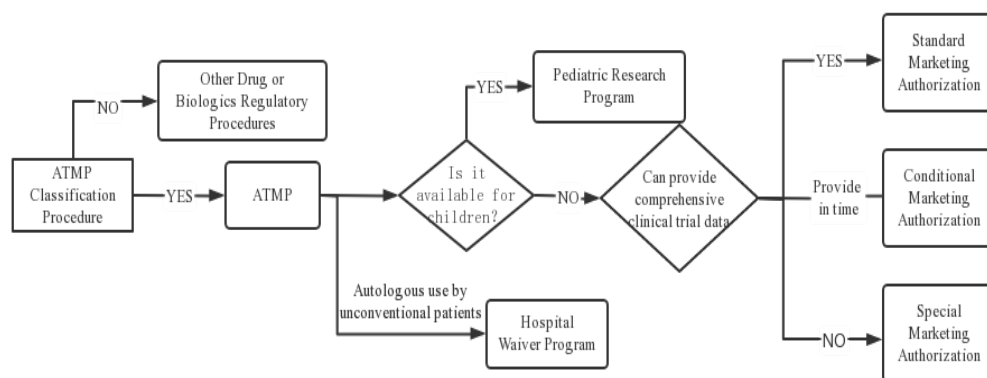 Other Drug or
Biologics Regulatory
Procedures
NO
ATMP
Classification
Procedure
YES
ATMP
Autologous use by
unconventional patients
Hospital
Waiver Program
Is it
available for
children?
YES
Pediatric Research
Program
NO
Can provide
comprehensive
clinical trial data
YES
Standard
Marketing
Authorization
Provide
in time
Conditional
Marketing
Authorization
NO
Special
Marketing
Authorization